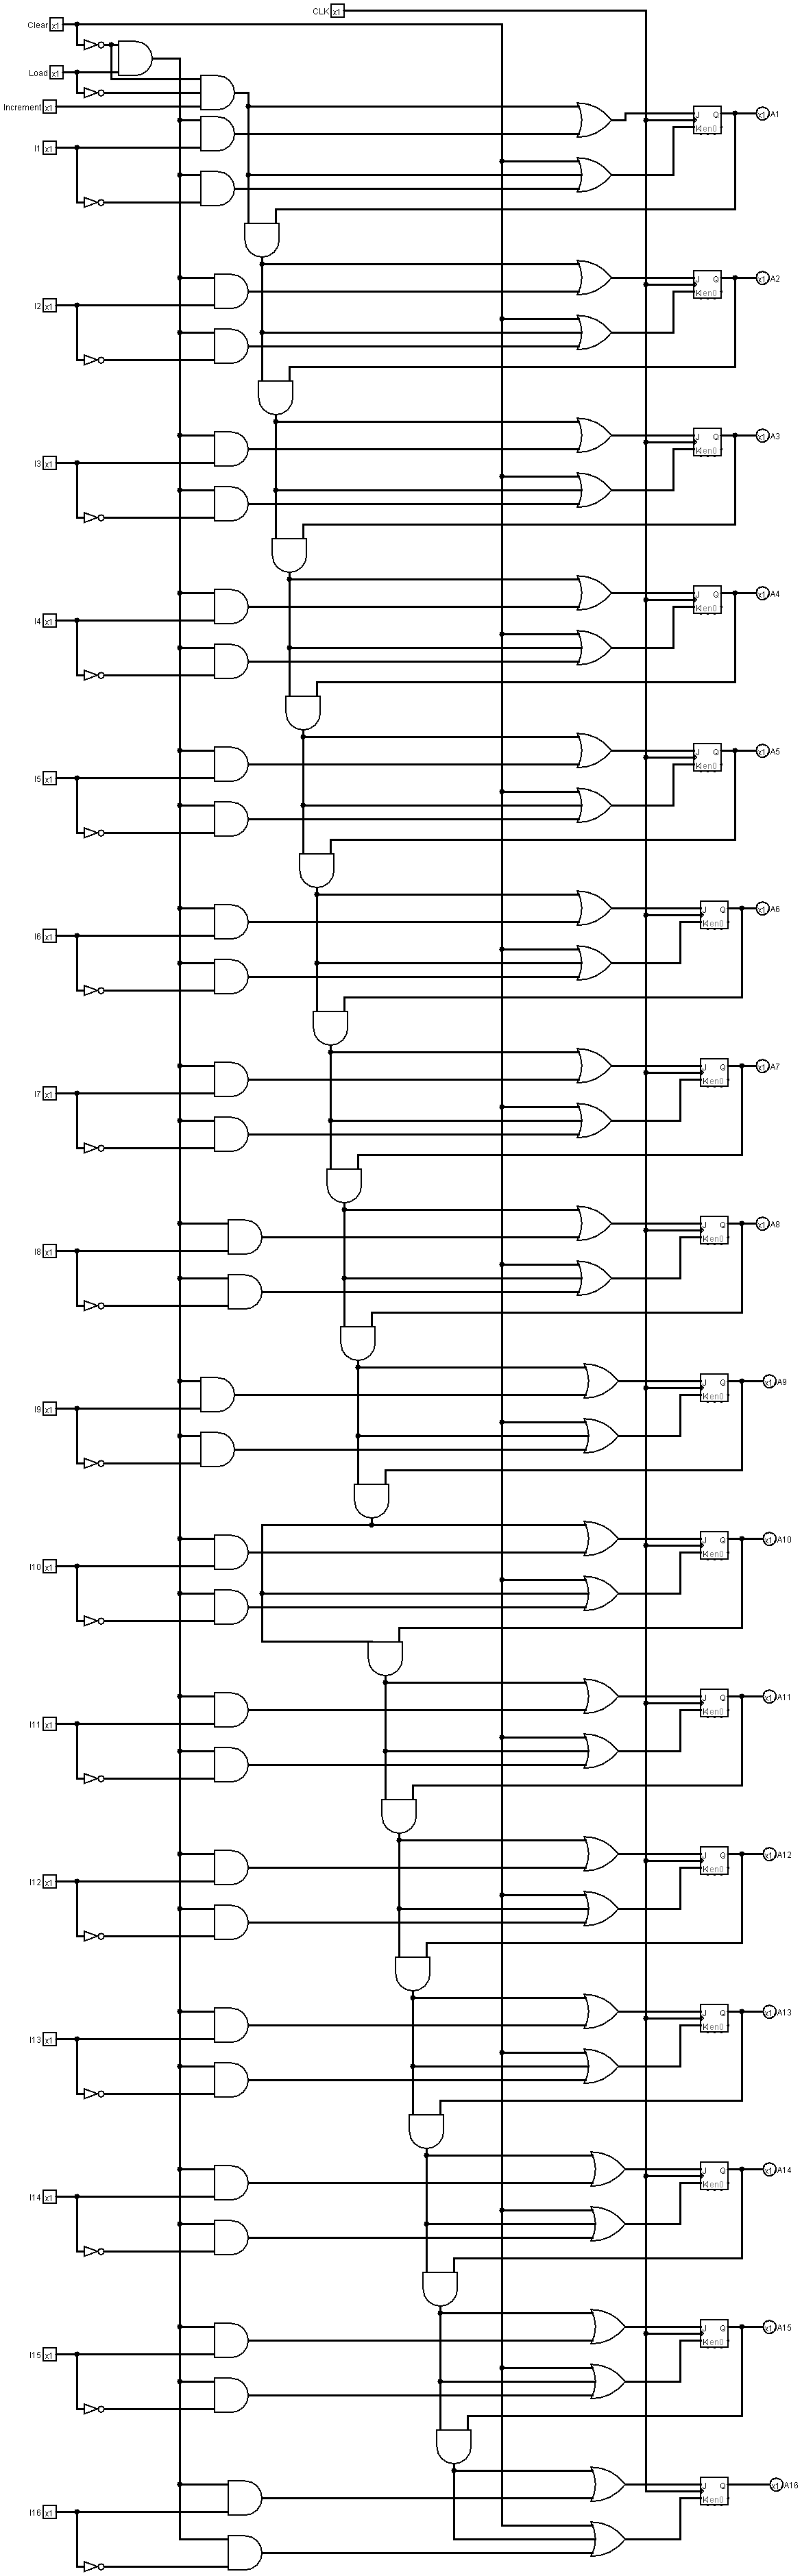 CLK x1
Clear x1
Load x1
Increment x1
J Q x1 A1
K en0
I1 x1
J Q x1 A2
K en0
I2 x1
J Q x1 A3
K en0
I3 x1
J Q x1 A4
K en0
I4 x1
J Q x1 A5
K en0
I5 x1
J Q x1 A6
K en0
I6 x1
J Q x1 A7
K en0
I7 x1
J Q x1 A8
K en0
I8 x1
J Q x1 A9
K en0
I9 x1
J Q x1 A10
K en0
I10 x1
J Q x1 A11
K en0
I11 x1
J Q x1 A12
K en0
I12 x1
J Q x1 A13
K en0
I13 x1
J Q x1 A14
K en0
I14 x1
J Q x1 A15
K en0
I15 x1
J Q x1 A16
K en0
I16 x1